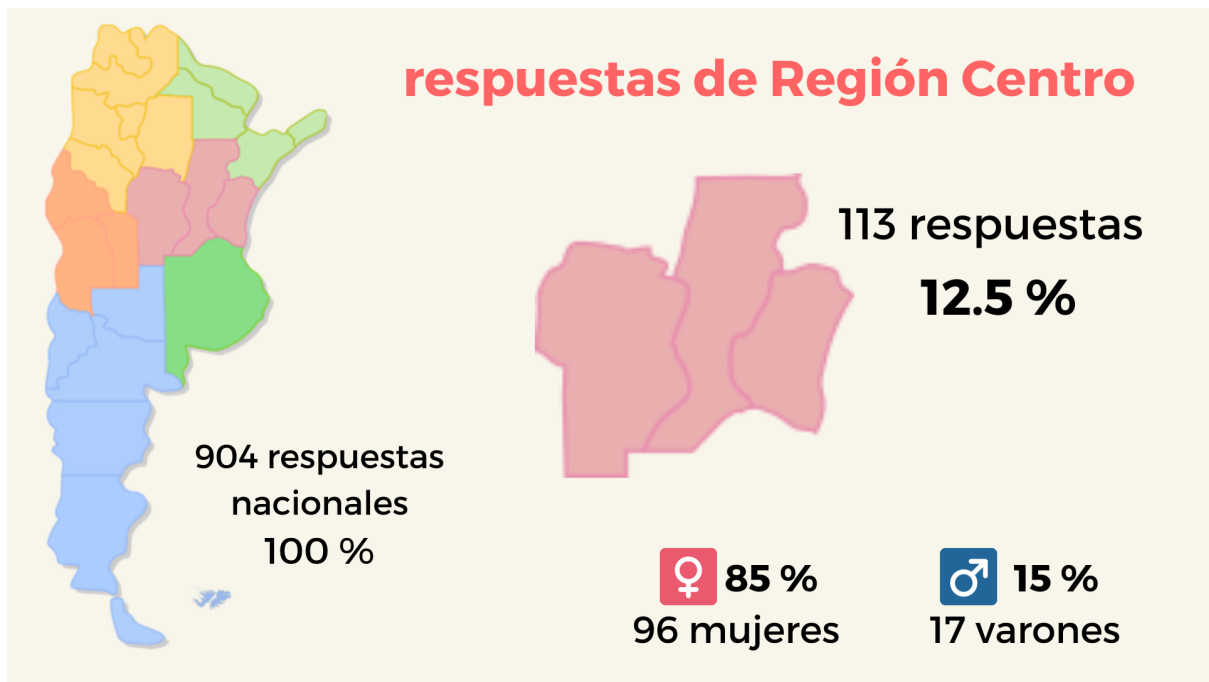 respuestas de Región Centro
113 respuestas
12.5 %
904 respuestas
nacionales
100 %
85 %
96 mujeres
15 %
17 varones